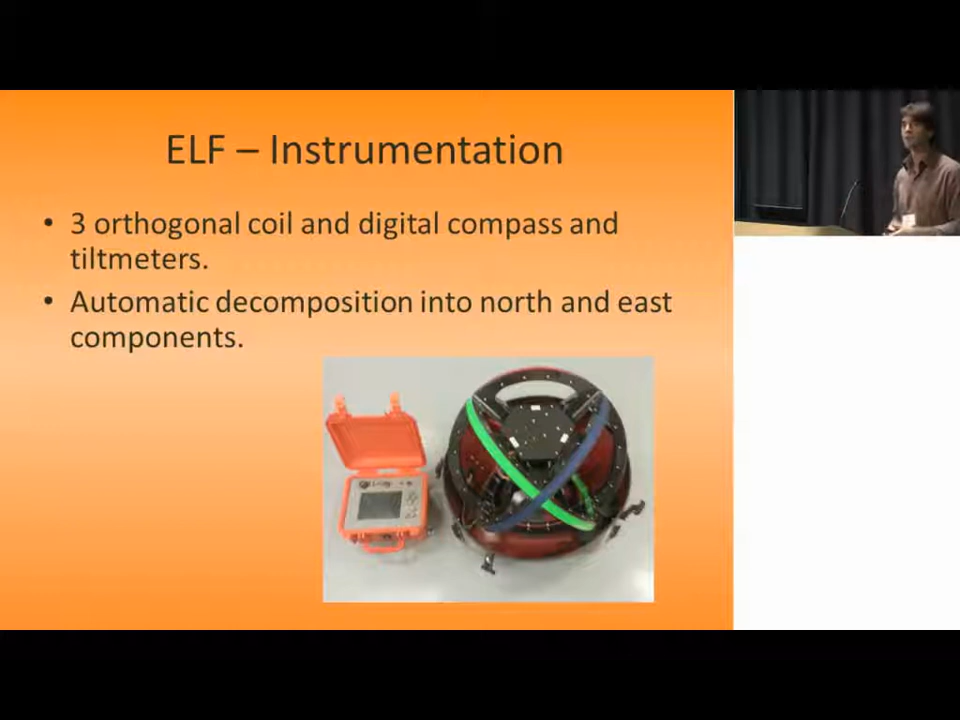 ELF – Instrumentation
• 3 orthogonal coil and digital compass and
tiltmeters.
• Automatic decomposition into north and east
components.